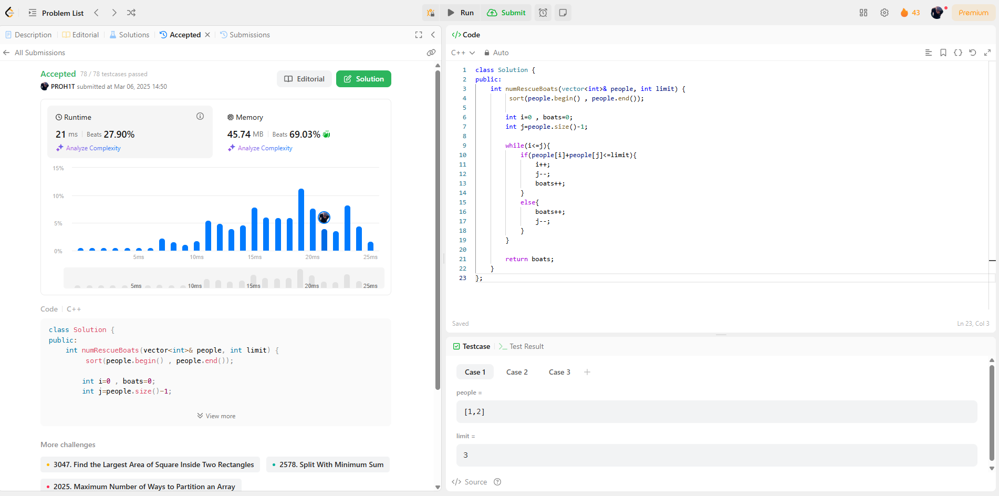 Problem List
Run
Submit
43
Premium
Description
Editorial
Solutions
Accepted
Submissions
All Submissions
Accepted 78 / 78 testcases passed
PROH1T submitted at Mar 06, 2025 14:50
Editorial
Solution
Runtime
21 ms Beats 27.90%
Analyze Complexity
Memory
45.74 MB Beats 69.03%
Analyze Complexity
15%
10%
5%
0%
5ms 10ms 15ms 20ms 25ms
5ms 10ms 15ms 20ms 25ms
Code C++
class Solution {
public:
    int numRescueBoats(vector<int>& people, int limit) {
         sort(people.begin() , people.end());
        int i=0 , boats=0;
        int j=people.size()-1;
View more
More challenges
3047. Find the Largest Area of Square Inside Two Rectangles
2578. Split With Minimum Sum
2025. Maximum Number of Ways to Partition an Array
</> Code
C++ Auto
1 class Solution {
2 public:
3     int numRescueBoats(vector<int>& people, int limit) {
4          sort(people.begin() , people.end());
5
6         int i=0 , boats=0;
7         int j=people.size()-1;
8
9         while(i<=j){
10             if(people[i]+people[j]<=limit){
11                 i++;
12                 j--;
13                 boats++;
14             }
15             else{
16                 boats++;
17                 j--;
18             }
19         }
20
21         return boats;
22     }
23 };
Saved
Ln 23, Col 3
Testcase
Test Result
Case 1
Case 2
Case 3
people =
[1,2]
limit =
3
</> Source